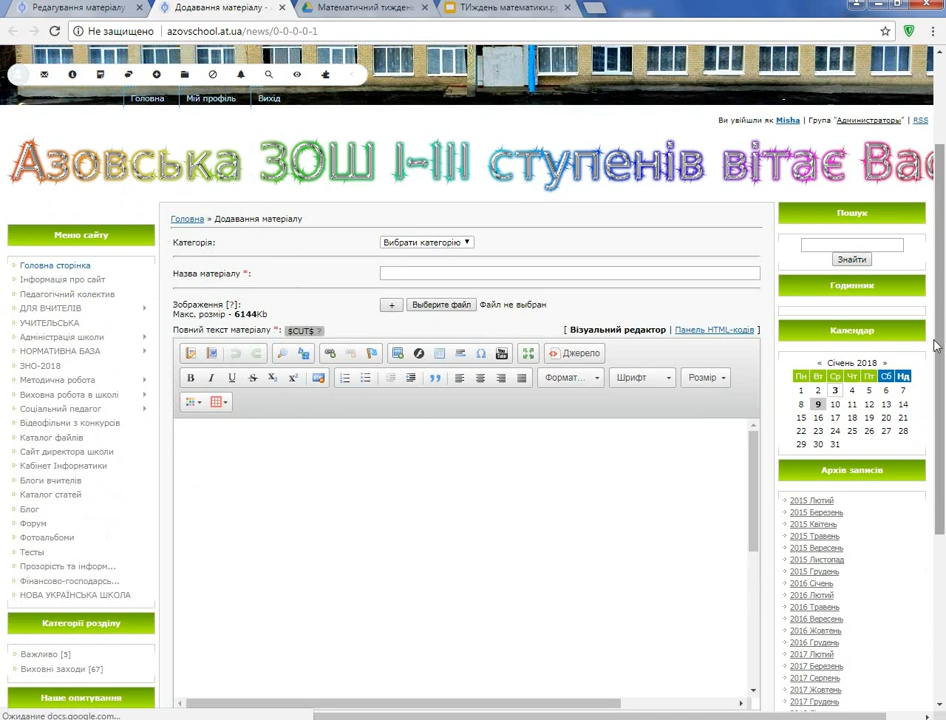 Редагування матеріалу
Додавання матеріалу -
Математичний тиждень
ТИждень математики.p
Не защищено
azovschool.at.ua/news/0-0-0-0-1
Головна
Мій профіль
Вихід
Ви увійшли як Misha | Група "Администраторы" | RSS
Азовська ЗОШ І-ІІІ ступенів вітає Вас
Меню сайту
Головна сторінка
Інформація про сайт
Педагогічний колектив
ДЛЯ ВЧИТЕЛІВ
УЧИТЕЛЬСЬКА
Адміністрація школи
НОРМАТИВНА БАЗА
ЗНО-2018
Методична робота
Виховна робота в школі
Соціальний педагог
Відеофільми з конкурсів
Каталог файлів
Сайт директора школи
Кабінет Інформатики
Блоги вчителів
Каталог статей
Блог
Форум
Фотоальбоми
Тесты
Прозорість та інформ...
Фінансово-господарсь...
НОВА УКРАЇНСЬКА ШКОЛА
Категорії розділу
Важливо [5]
Виховні заходи [67]
Наше опитування
Ожидание docs.google.com...
Головна » Додавання матеріалу
Категорія:
Вибрати категорію
Назва матеріалу *:
Зображення [?]:
Макс. розмір - 6144Kb
+
Выберите файл
Файл не выбран
Повний текст матеріалу *:
$CUT$ ?
[ Візуальний редактор | Панель HTML-кодів ]
Джерело
B I U S X₂ X²
Формат...
Шрифт
Розмір
Пошук
Знайти
Годинник
Календар
« Січень 2018 »
Пн Вт Ср Чт Пт Сб Нд
1 2 3 4 5 6 7
8 9 10 11 12 13 14
15 16 17 18 19 20 21
22 23 24 25 26 27 28
29 30 31
Архів записів
2015 Лютий
2015 Березень
2015 Квітень
2015 Травень
2015 Вересень
2015 Листопад
2015 Грудень
2016 Січень
2016 Лютий
2016 Травень
2016 Вересень
2016 Жовтень
2016 Грудень
2017 Лютий
2017 Березень
2017 Серпень
2017 Жовтень
2017 Грудень